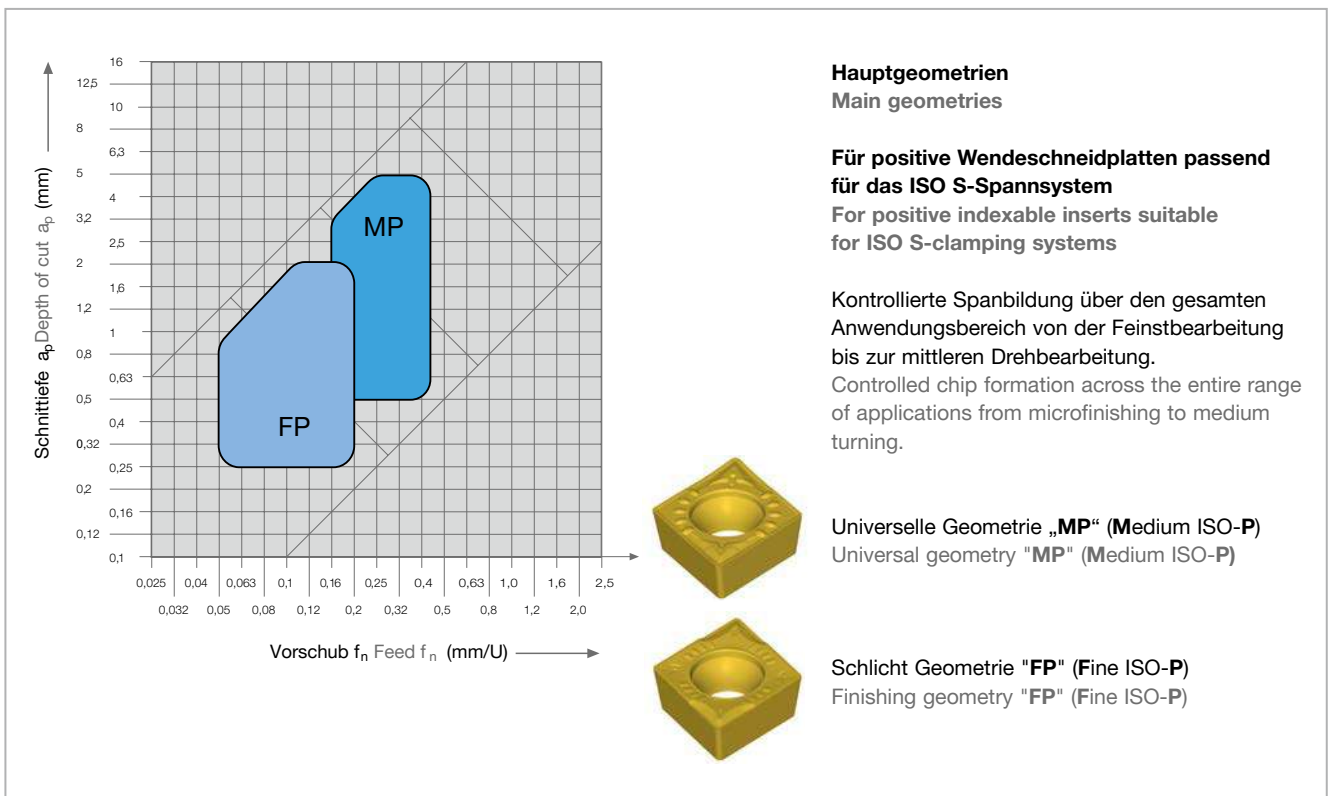 16
12,5
10
8
6,3
5
4
3,2
2,5
2
1,6
1,2
1
0,8
0,63
0,5
0,4
0,32
0,25
0,2
0,16
0,12
0,1
Schnittiefe ap Depth of cut ap (mm)
MP
FP
0,025 0,04 0,063 0,1 0,16 0,25 0,4 0,63 1,0 1,6 2,5
0,032 0,05 0,08 0,12 0,2 0,32 0,5 0,8 1,2 2,0
Vorschub fn Feed fn (mm/U)
Hauptgeometrien
Main geometries
Für positive Wendeschneidplatten passend
für das ISO S-Spannsystem
For positive indexable inserts suitable
for ISO S-clamping systems
Kontrollierte Spanbildung über den gesamten
Anwendungsbereich von der Feinstbearbeitung
bis zur mittleren Drehbearbeitung.
Controlled chip formation across the entire range
of applications from microfinishing to medium
turning.
Universelle Geometrie „MP“ (Medium ISO-P)
Universal geometry "MP" (Medium ISO-P)
Schlicht Geometrie "FP" (Fine ISO-P)
Finishing geometry "FP" (Fine ISO-P)